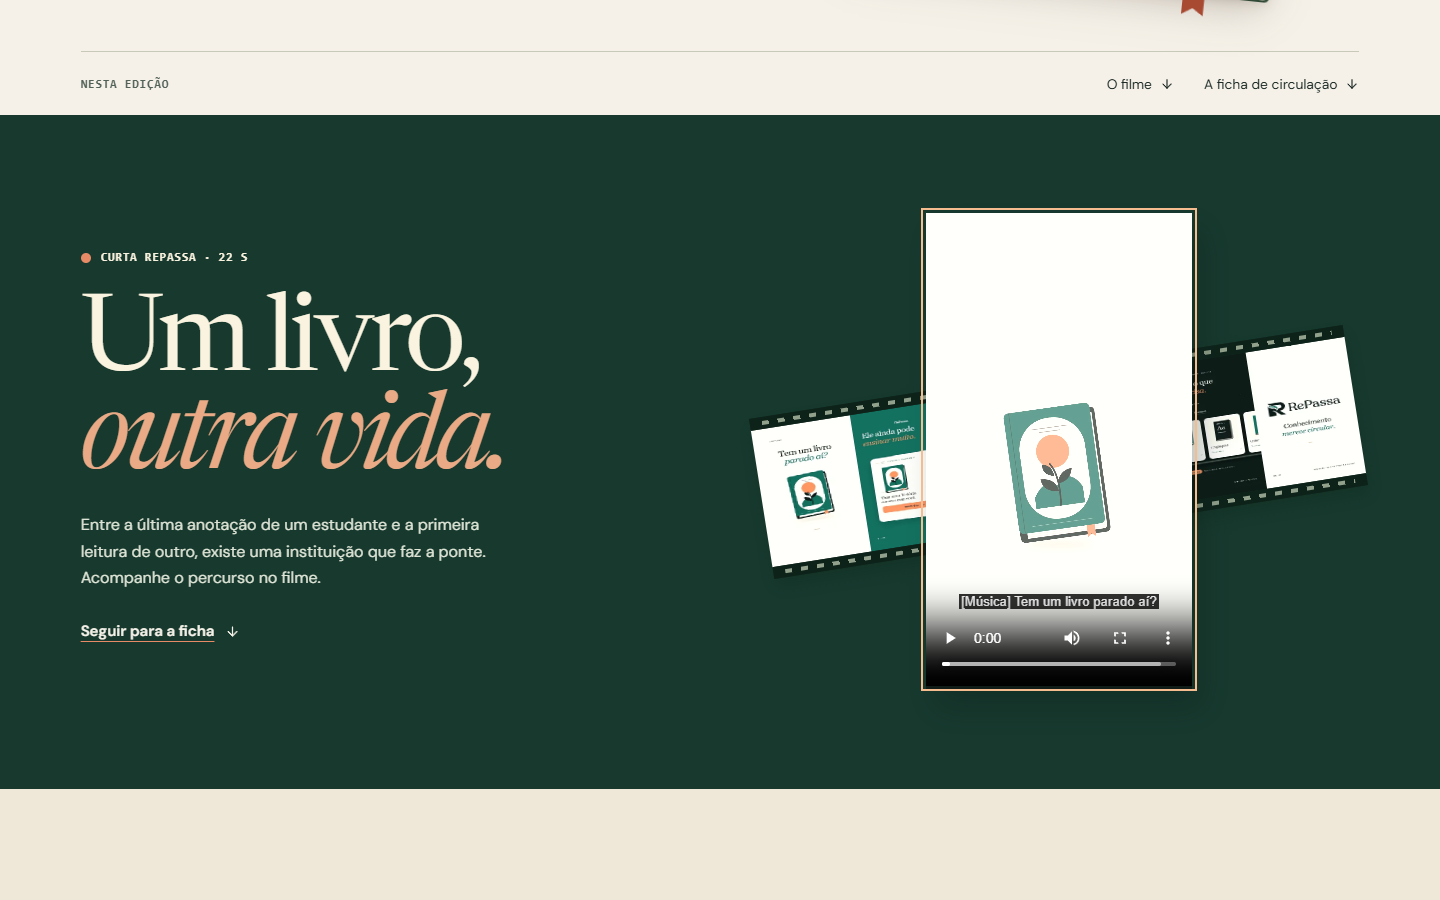 NESTA EDIÇÃO
O filme ↓
A ficha de circulação ↓
CURTA REPASSA · 22 S
Um livro,
outra vida.
Entre a última anotação de um estudante e a primeira
leitura de outro, existe uma instituição que faz a ponte.
Acompanhe o percurso no filme.
Seguir para a ficha ↓
Tem um livro
parado aí?
Ele ainda pode
ensinar muito.
[Música] Tem um livro parado aí?
0:00
RePassa
Conhecimento
merece circular.